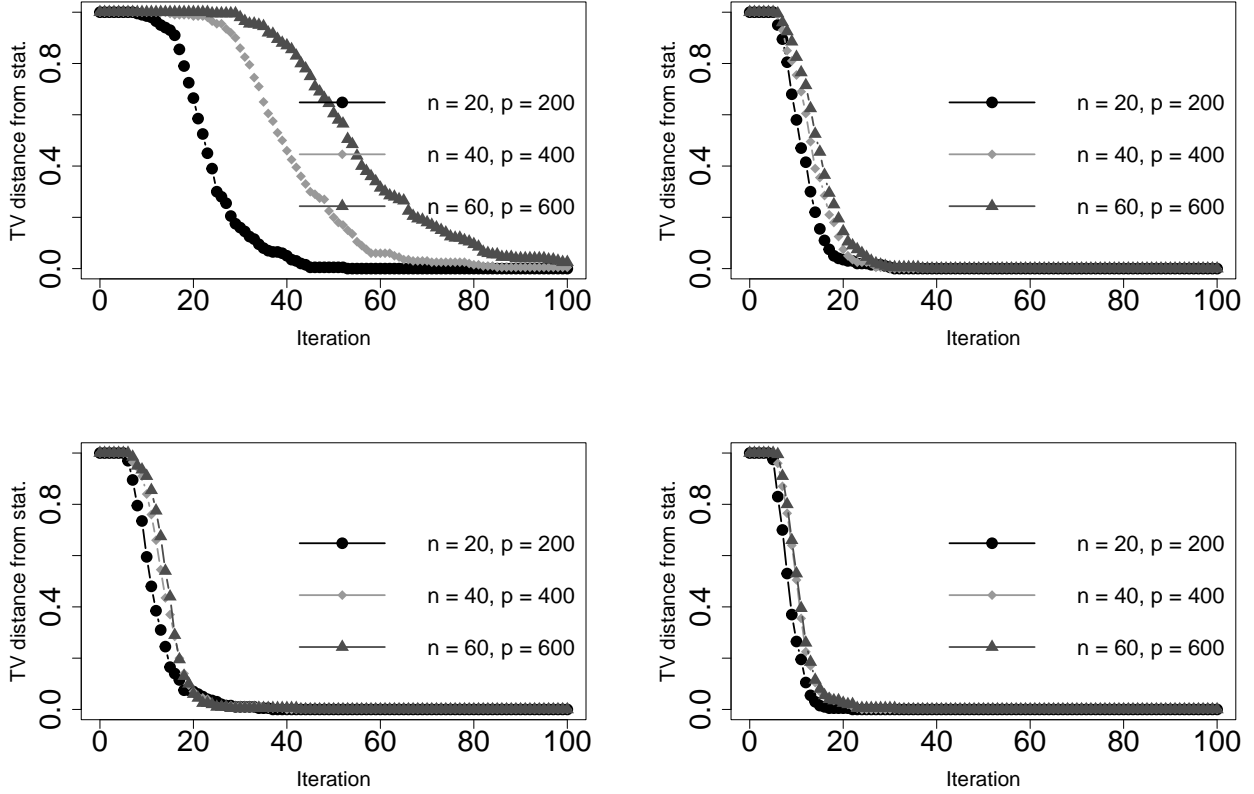 TV distance from stat.
0.0 0.4 0.8
n = 20, p = 200
n = 40, p = 400
n = 60, p = 600
0 20 40 60 80 100
Iteration
TV distance from stat.
0.0 0.4 0.8
n = 20, p = 200
n = 40, p = 400
n = 60, p = 600
0 20 40 60 80 100
Iteration
TV distance from stat.
0.0 0.4 0.8
n = 20, p = 200
n = 40, p = 400
n = 60, p = 600
0 20 40 60 80 100
Iteration
TV distance from stat.
0.0 0.4 0.8
n = 20, p = 200
n = 40, p = 400
n = 60, p = 600
0 20 40 60 80 100
Iteration